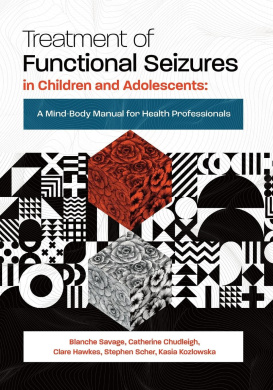 Treatment of
Functional Seizures
in Children and Adolescents:
A Mind-Body Manual for Health Professionals
Blanche Savage, Catherine Chudleigh,
Clare Hawkes, Stephen Scher, Kasia Kozlowska